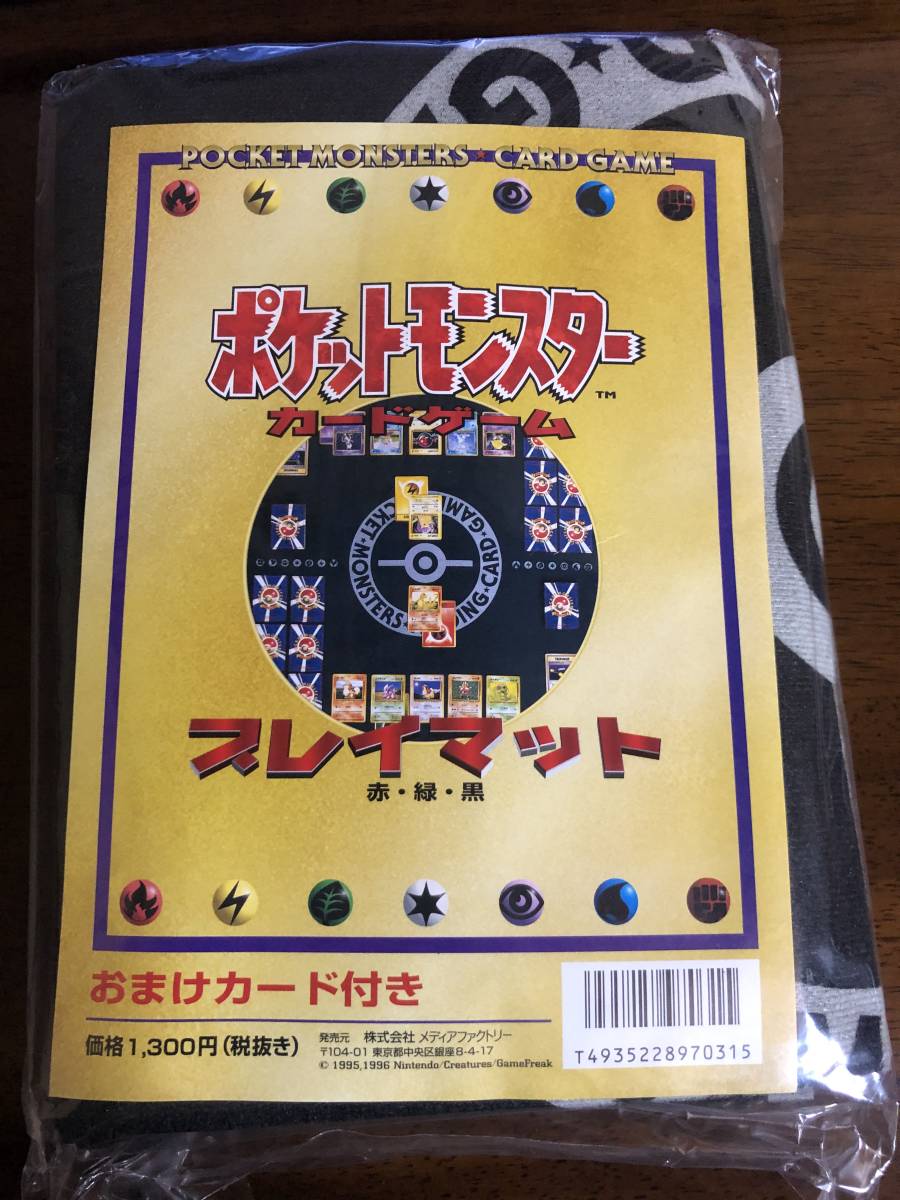 POCKET MONSTERS ★ CARD GAME
ポケットモンスター
TM
カードゲーム
CKET・MONSTERS・
ING★CARD・GAM
プレイマット
赤・緑・黒
おまけカード付き
価格1,300円(税抜き)
発売元 株式会社 メディアファクトリー
〒104-01 東京都中央区銀座8-4-17
© 1995,1996 Nintendo/Creatures/GameFreak
T4935228970315